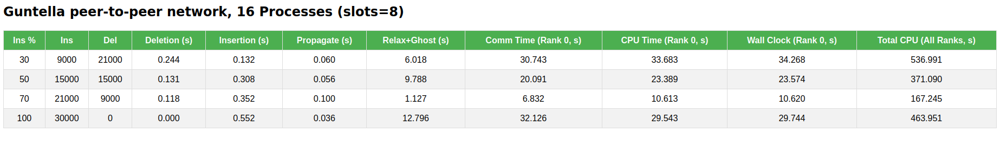 Guntella peer-to-peer network, 16 Processes (slots=8)
Ins % Ins Del Deletion (s) Insertion (s) Propagate (s) Relax+Ghost (s) Comm Time (Rank 0, s) CPU Time (Rank 0, s) Wall Clock (Rank 0, s) Total CPU (All Ranks, s)
30 9000 21000 0.244 0.132 0.060 6.018 30.743 33.683 34.268 536.991
50 15000 15000 0.131 0.308 0.056 9.788 20.091 23.389 23.574 371.090
70 21000 9000 0.118 0.352 0.100 1.127 6.832 10.613 10.620 167.245
100 30000 0 0.000 0.552 0.036 12.796 32.126 29.543 29.744 463.951